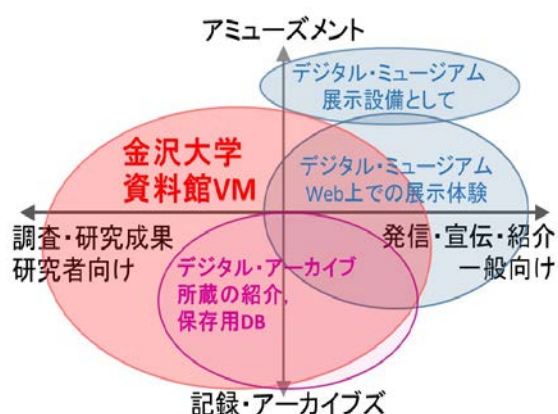 アミューズメント
デジタル・ミュージアム
展示設備として
金沢大学
資料館VM
デジタル・ミュージアム
Web上での展示体験
調査・研究成果
研究者向け
発信・宣伝・紹介
一般向け
デジタル・アーカイブ
所蔵の紹介,
保存用DB
記録・アーカイブズ